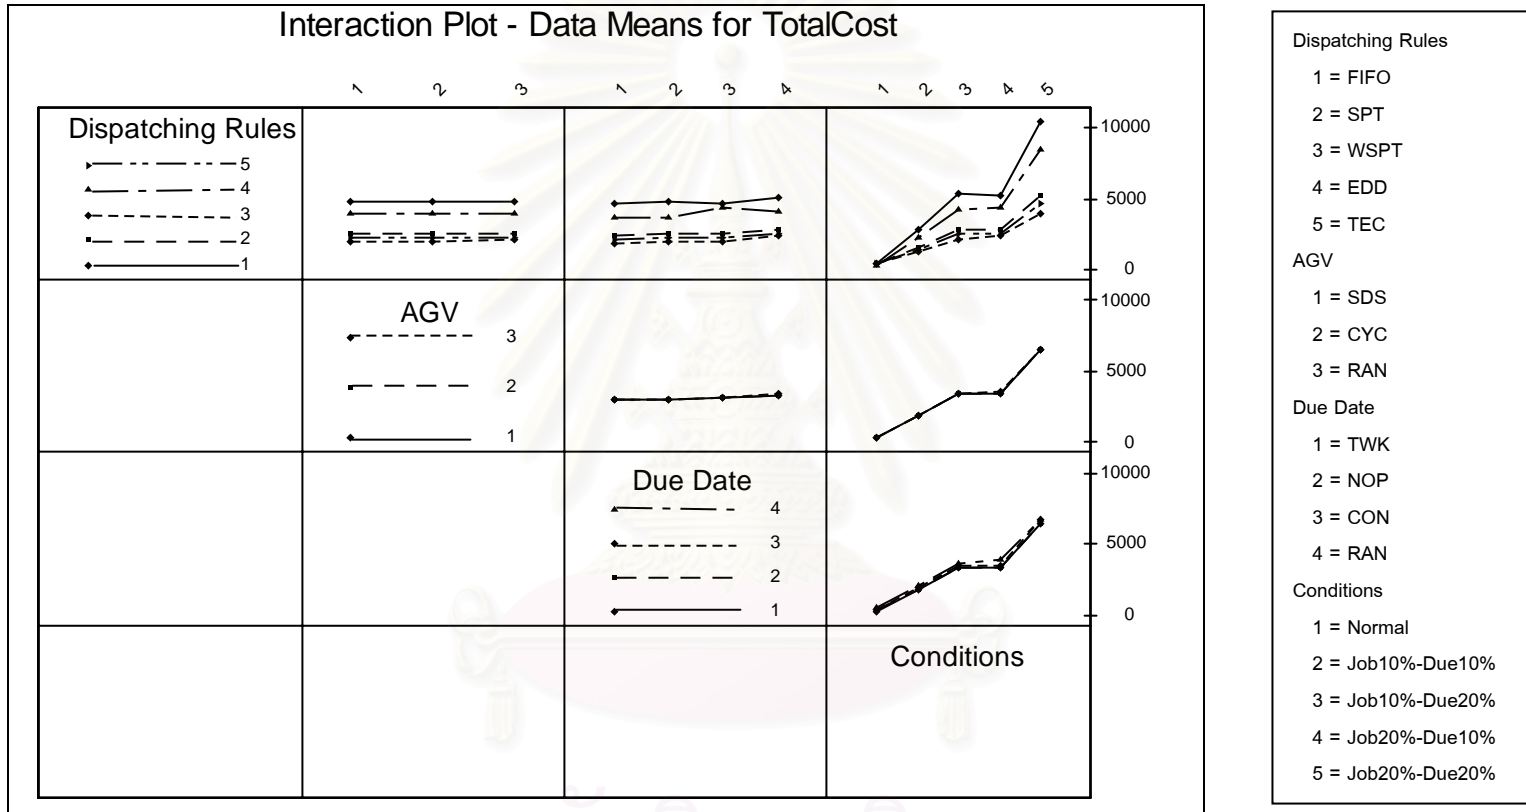 Interaction Plot - Data Means for TotalCost
1 2 3 1 2 3 4 1 2 3 4 5
Dispatching Rules
5
4
3
2
1
10000
5000
0
AGV
3
2
1
10000
5000
0
Due Date
4
3
2
1
10000
5000
0
Conditions
Dispatching Rules
1 = FIFO
2 = SPT
3 = WSPT
4 = EDD
5 = TEC
AGV
1 = SDS
2 = CYC
3 = RAN
Due Date
1 = TWK
2 = NOP
3 = CON
4 = RAN
Conditions
1 = Normal
2 = Job10%-Due10%
3 = Job10%-Due20%
4 = Job20%-Due10%
5 = Job20%-Due20%